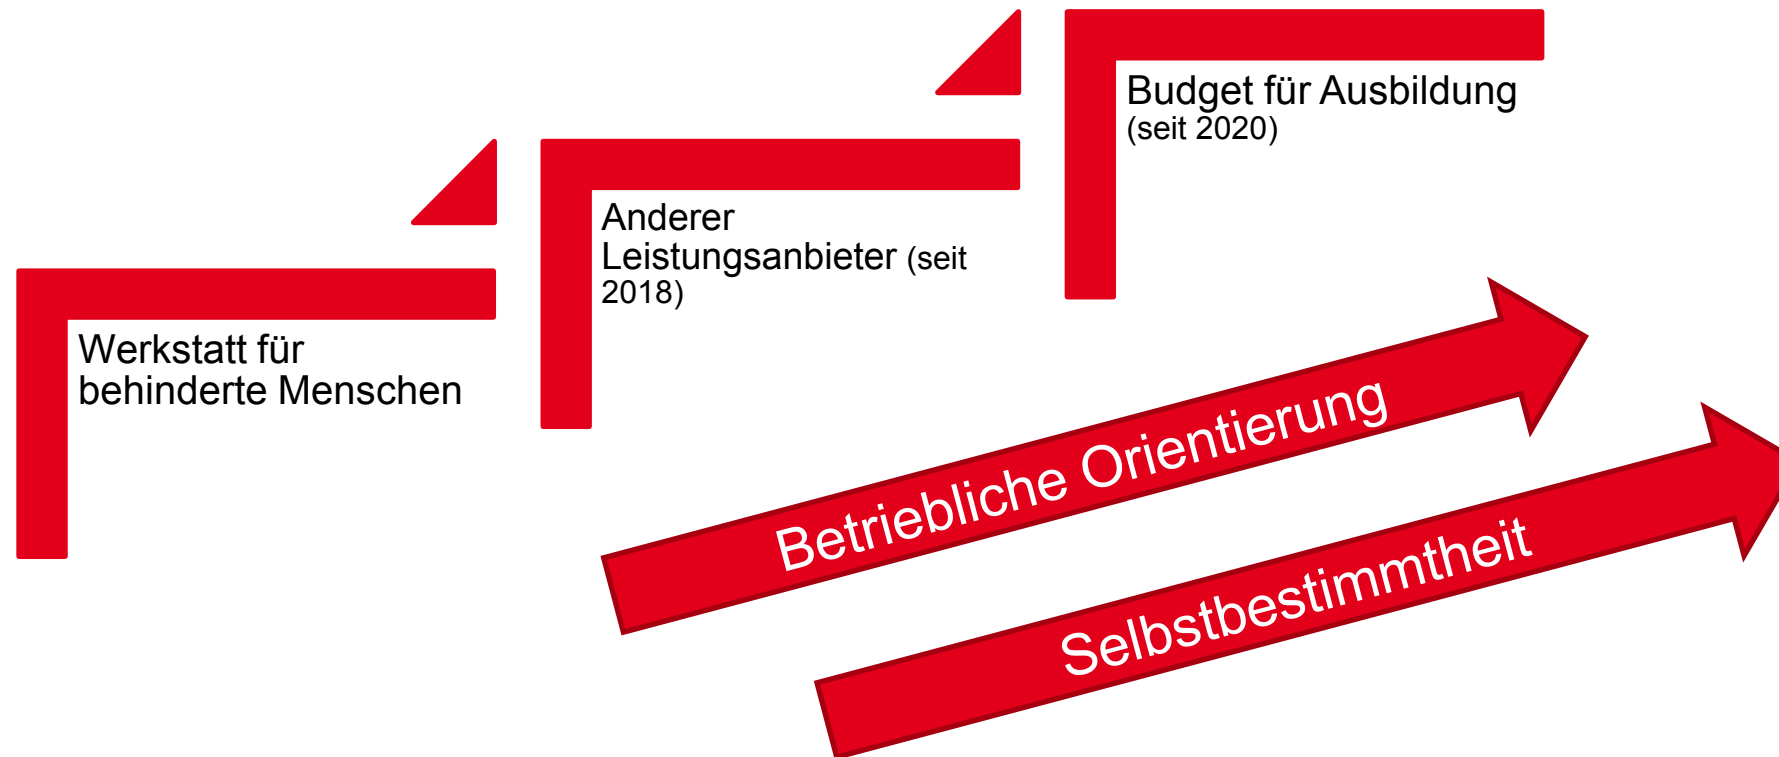 Budget für Ausbildung
(seit 2020)
Anderer
Leistungsanbieter (seit
2018)
Werkstatt für
behinderte Menschen
Betriebliche Orientierung
Selbstbestimmtheit